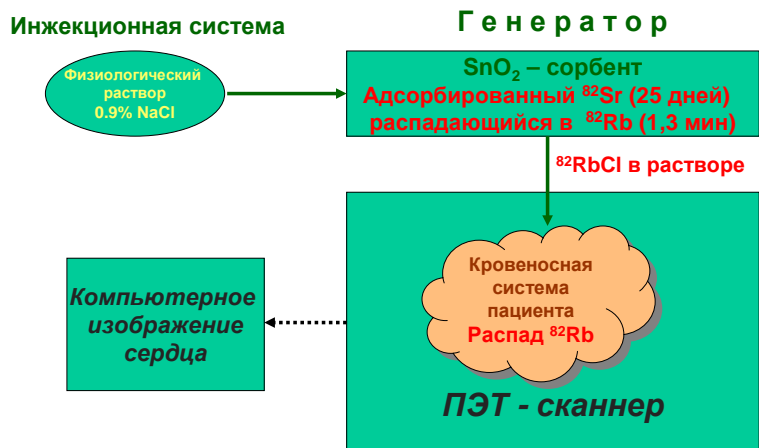 Инжекционная система
Г е н е р а т о р
Физиологический
раствор
0.9% NaCl
SnO₂ – сорбент
Адсорбированный ⁸²Sr (25 дней)
распадающийся в ⁸²Rb (1,3 мин)
⁸²RbCl в растворе
Кровеносная
система
пациента
Распад ⁸²Rb
Компьютерное
изображение
сердца
ПЭТ - сканнер